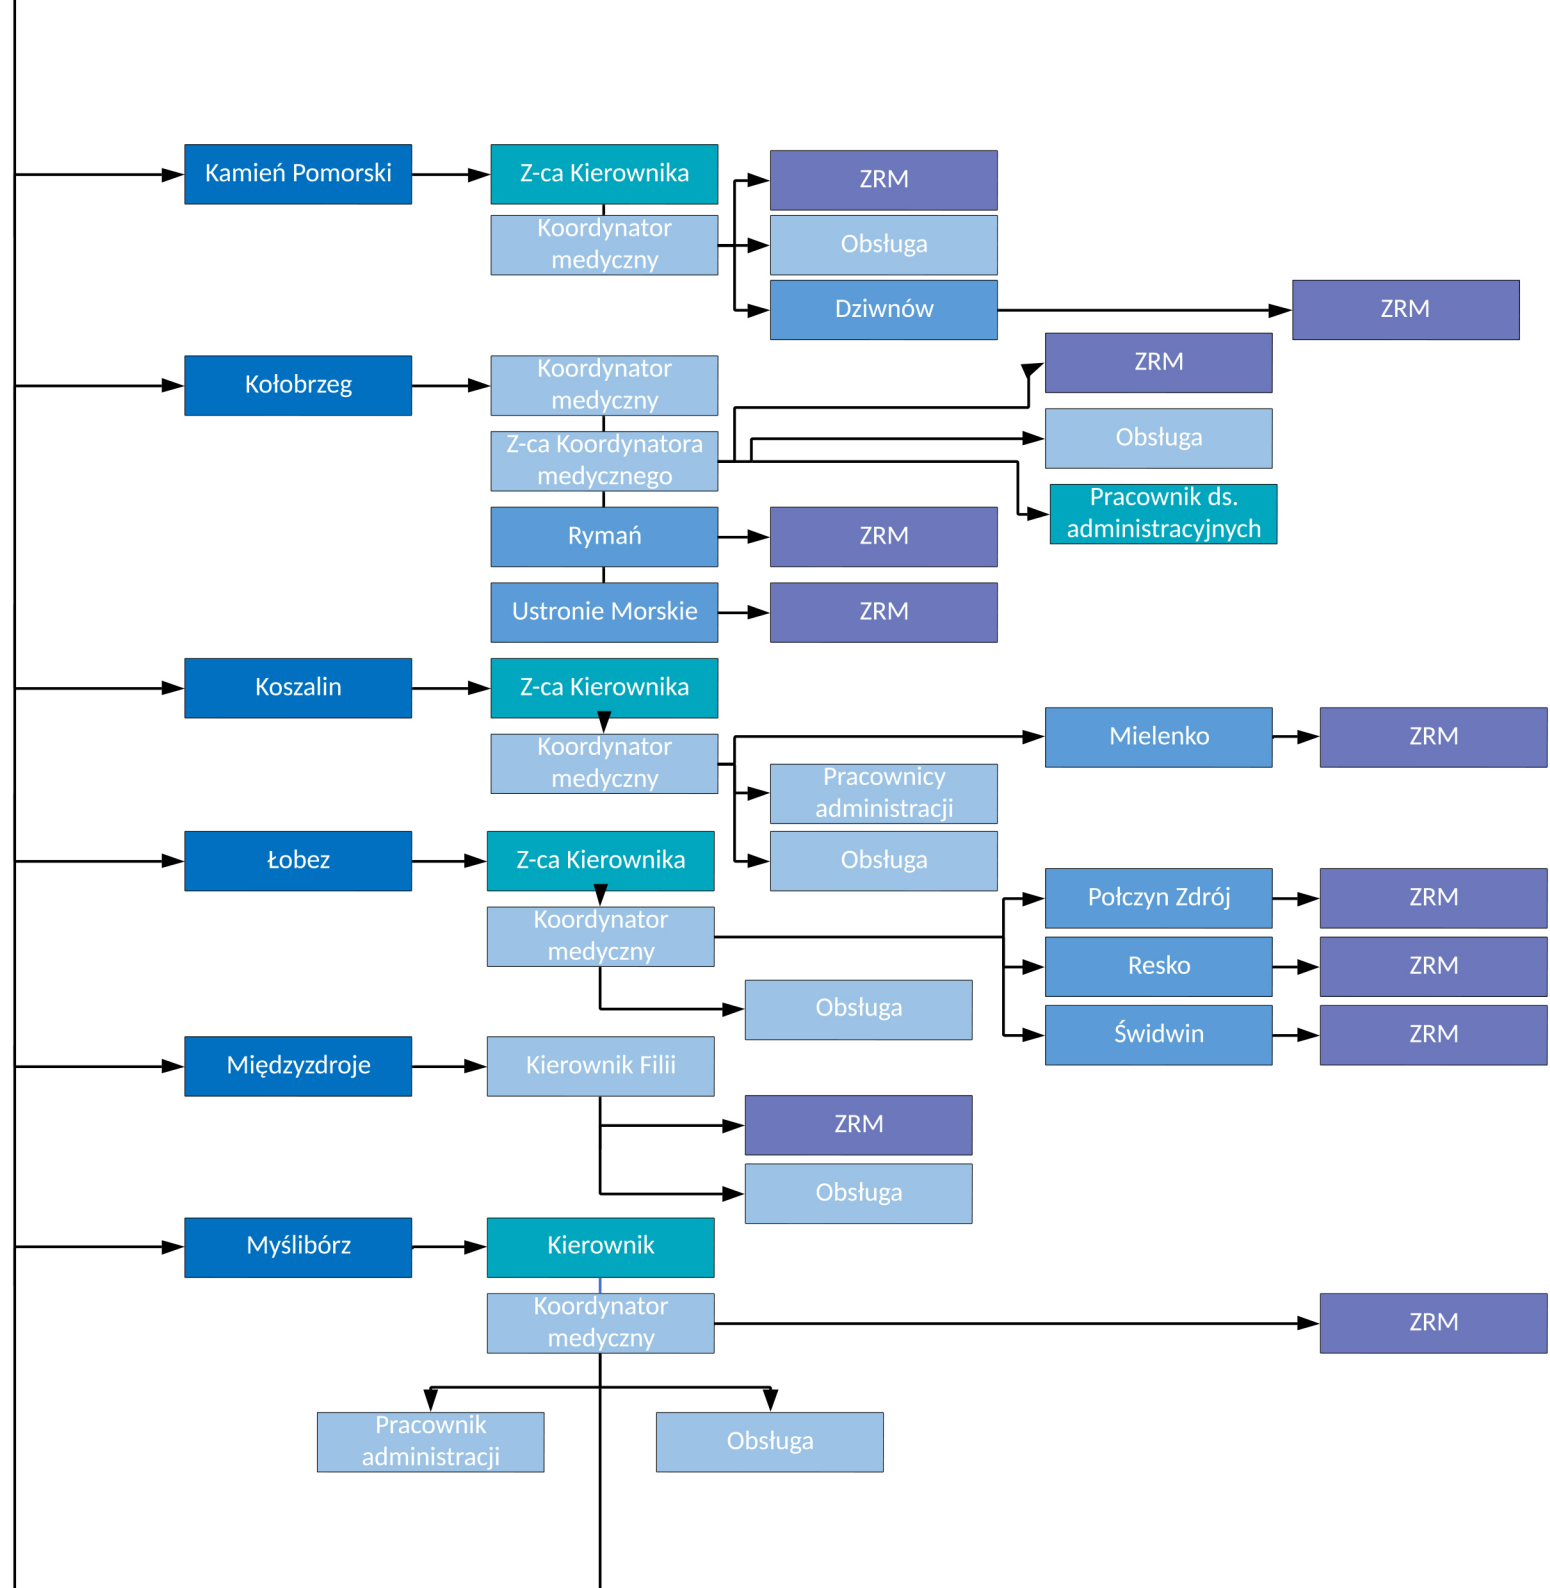 Kamień Pomorski
Z-ca Kierownika
ZRM
Koordynator
medyczny
Obsługa
Dziwnów
ZRM
Kołobrzeg
Koordynator
medyczny
ZRM
Z-ca Koordynatora
medycznego
Obsługa
Pracownik ds.
administracyjnych
Rymań
ZRM
Ustronie Morskie
ZRM
Koszalin
Z-ca Kierownika
Koordynator
medyczny
Mielenko
ZRM
Pracownicy
administracji
Obsługa
Łobez
Z-ca Kierownika
Koordynator
medyczny
Połczyn Zdrój
ZRM
Resko
ZRM
Obsługa
Świdwin
ZRM
Międzyzdroje
Kierownik Filii
ZRM
Obsługa
Myślibórz
Kierownik
Koordynator
medyczny
ZRM
Pracownik
administracji
Obsługa